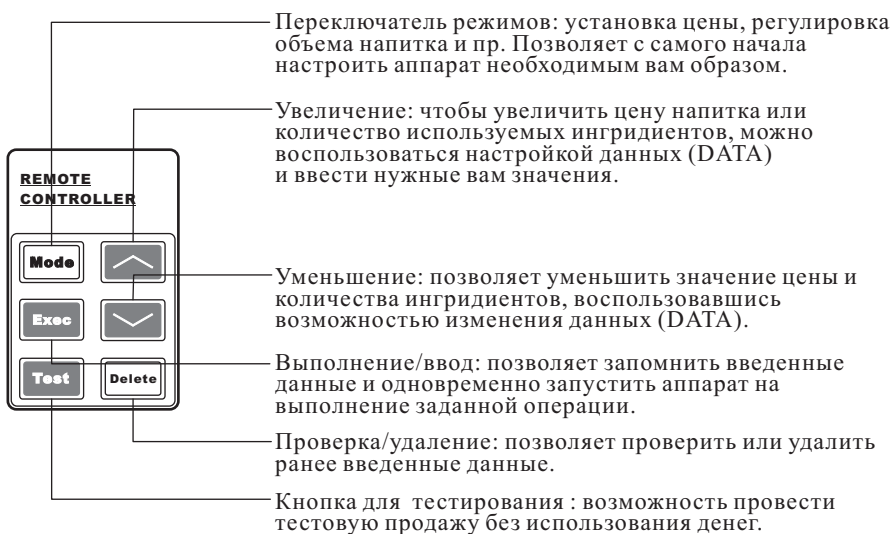 Переключатель режимов: установка цены, регулировка
объема напитка и пр. Позволяет с самого начала
настроить аппарат необходимым вам образом.
Увеличение: чтобы увеличить цену напитка или
количество используемых ингридиентов, можно
воспользоваться настройкой данных (DATA)
и ввести нужные вам значения.
REMOTE
CONTROLLER
Mode
Exec
Test
Delete
Уменьшение: позволяет уменьшить значение цены и
количества ингридиентов, воспользовавшись
возможностью изменения данных (DATA).
Выполнение/ввод: позволяет запомнить введенные
данные и одновременно запустить аппарат на
выполнение заданной операции.
Проверка/удаление: позволяет проверить или удалить
ранее введенные данные.
Кнопка для тестирования : возможность провести
тестовую продажу без использования денег.